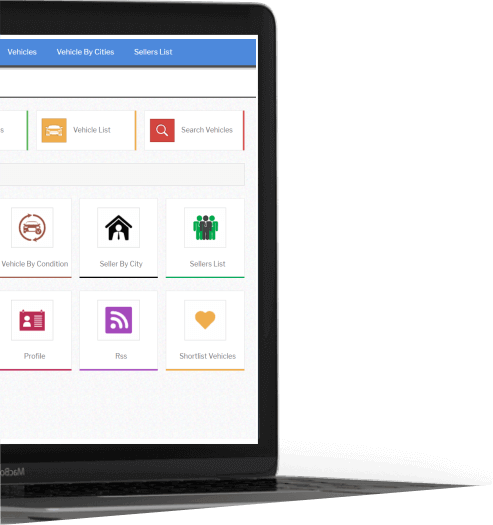 Vehicles Vehicle By Cities Sellers List
s Vehicle List Search Vehicles
Vehicle By Condition Seller By City Sellers List
Profile Rss Shortlist Vehicles